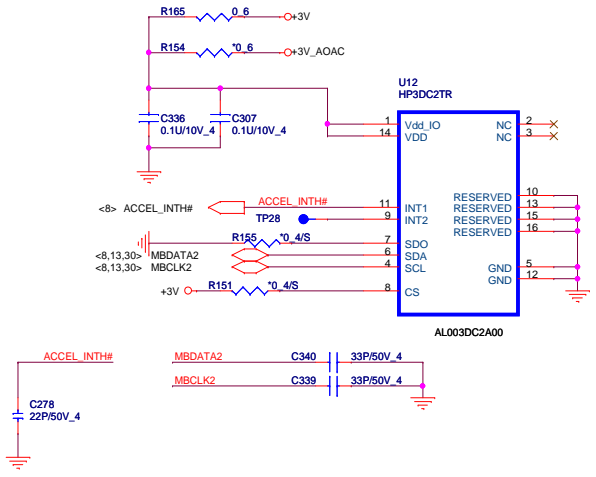 R165 0_6 +3V
R154 *0_6 +3V_AOAC
U12
HP3DC2TR
C336 C307
0.1U/10V_4 0.1U/10V_4
1 Vdd_IO NC 2
14 VDD NC 3
RESERVED 10
<8> ACCEL_INTH# ACCEL_INTH# 11 INT1 RESERVED 13
TP28 9 INT2 RESERVED 15
RESERVED 16
R155 *0_4/S 7 SDO
<8,13,30> MBDATA2 6 SDA
<8,13,30> MBCLK2 4 SCL GND 5
GND 12
+3V R151 *0_4/S 8 CS
AL003DC2A00
ACCEL_INTH# MBDATA2 C340 33P/50V_4
MBCLK2 C339 33P/50V_4
C278
22P/50V_4